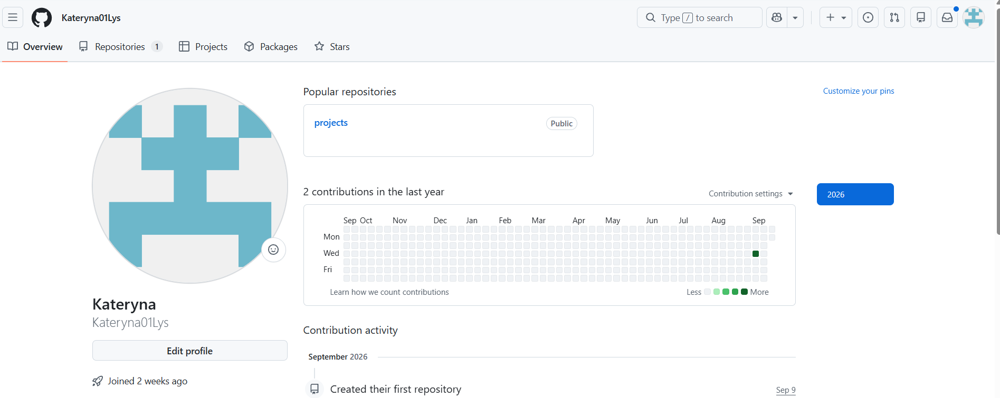 Kateryna01Lys
Type / to search
Overview
Repositories 1
Projects
Packages
Stars
Popular repositories
Customize your pins
projects
Public
2 contributions in the last year
Contribution settings
2026
Sep Oct Nov Dec Jan Feb Mar Apr May Jun Jul Aug Sep
Mon
Wed
Fri
Learn how we count contributions
Less More
Kateryna
Kateryna01Lys
Edit profile
Joined 2 weeks ago
Contribution activity
September 2026
Created their first repository
Sep 9